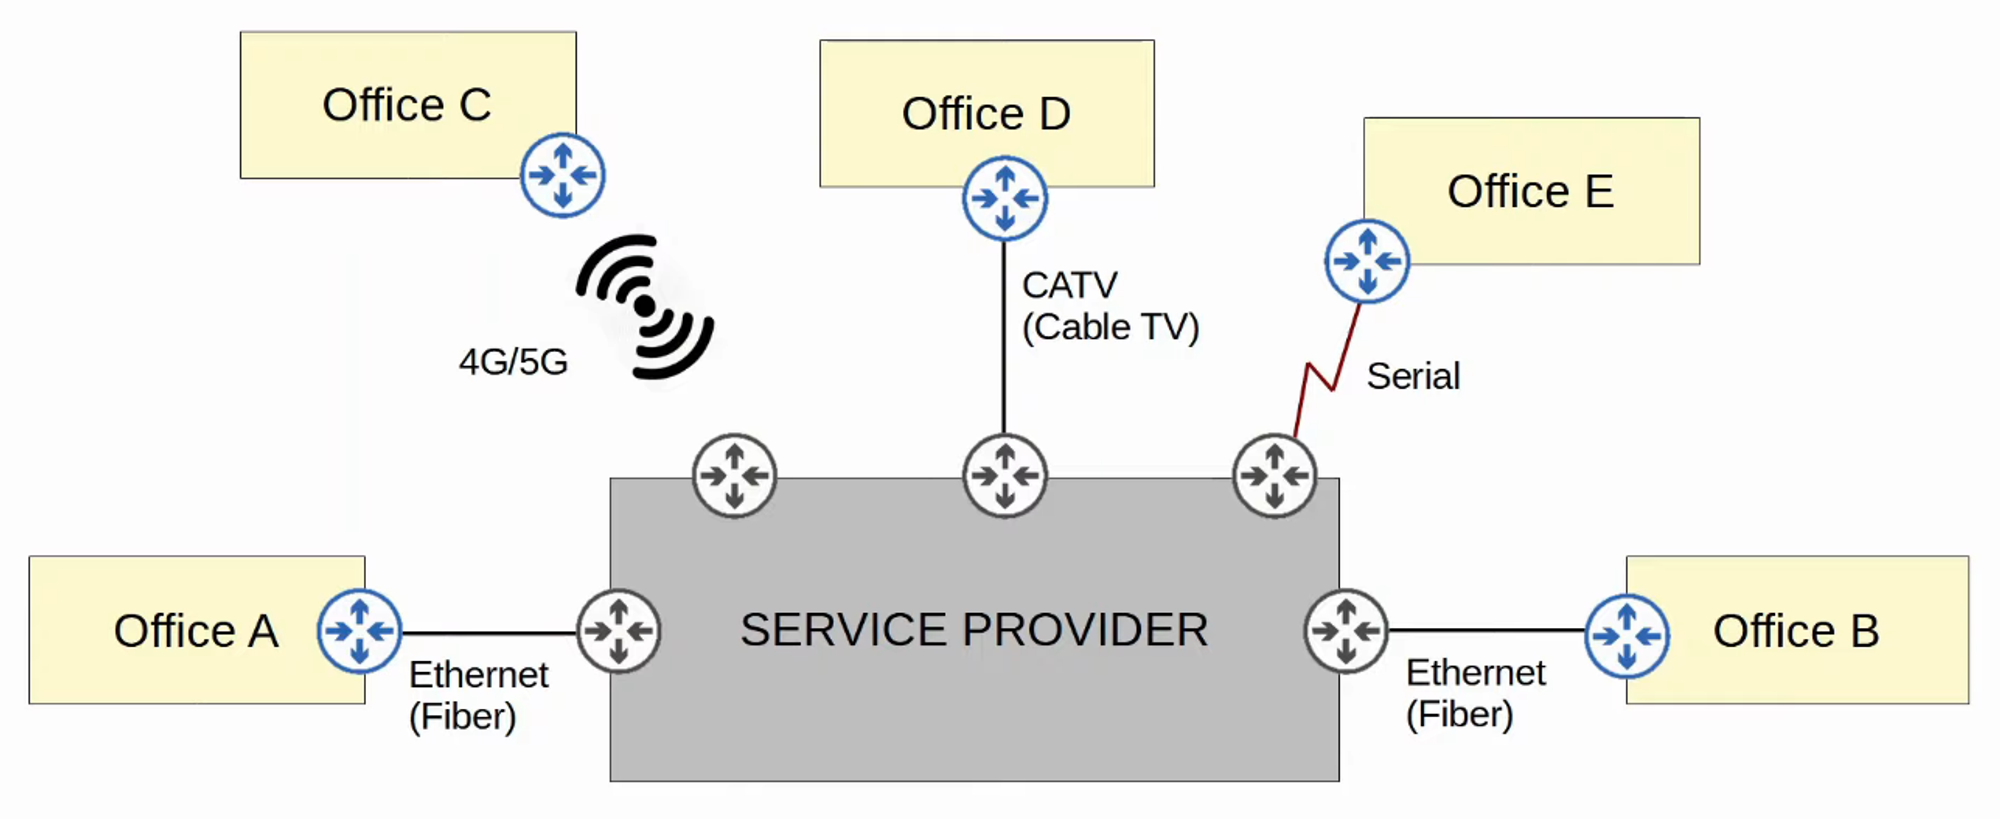 Office C
Office D
Office E
CATV
(Cable TV)
4G/5G
Serial
Office A
Ethernet
(Fiber)
SERVICE PROVIDER
Ethernet
(Fiber)
Office B